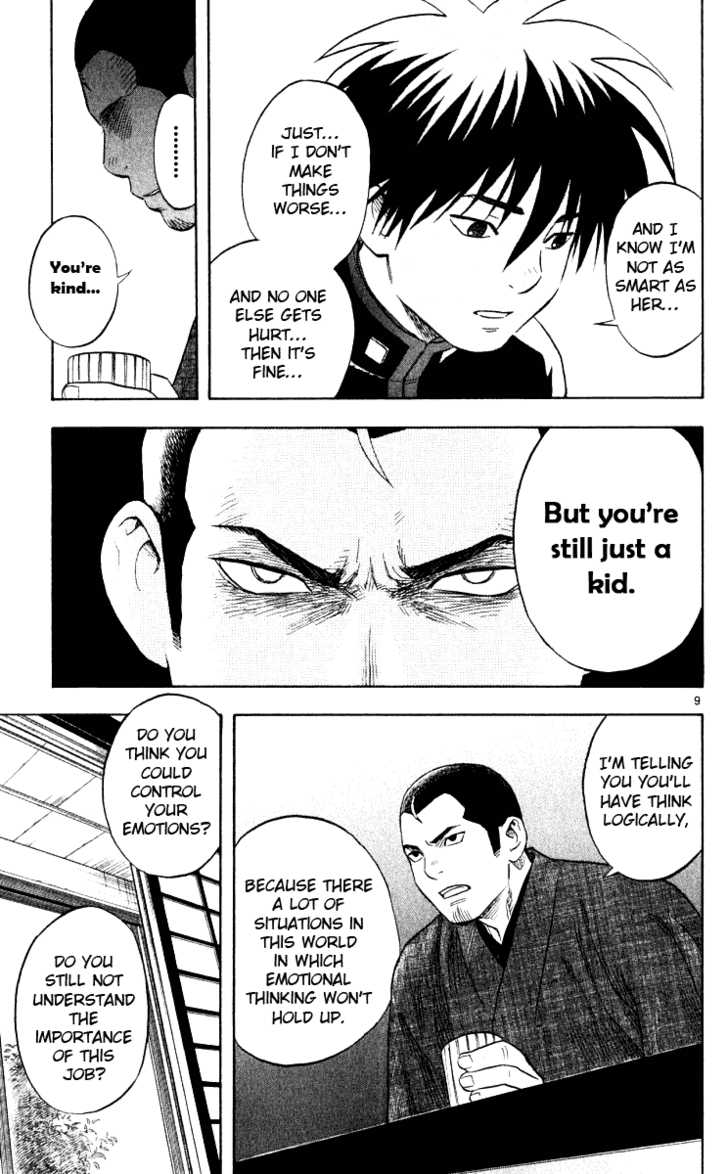 AND I
KNOW I'M
NOT AS
SMART AS
HER...
JUST...
IF I DON'T
MAKE
THINGS
WORSE...
AND NO ONE
ELSE GETS
HURT...
THEN IT'S
FINE...
.........
You're
kind...
But you're
still just a
kid.
9
I'M TELLING
YOU YOU'LL
HAVE THINK
LOGICALLY,
BECAUSE THERE
A LOT OF
SITUATIONS IN
THIS WORLD
IN WHICH
EMOTIONAL
THINKING WON'T
HOLD UP.
DO YOU
THINK YOU
COULD
CONTROL
YOUR
EMOTIONS?
DO YOU
STILL NOT
UNDERSTAND
THE
IMPORTANCE
OF THIS
JOB?